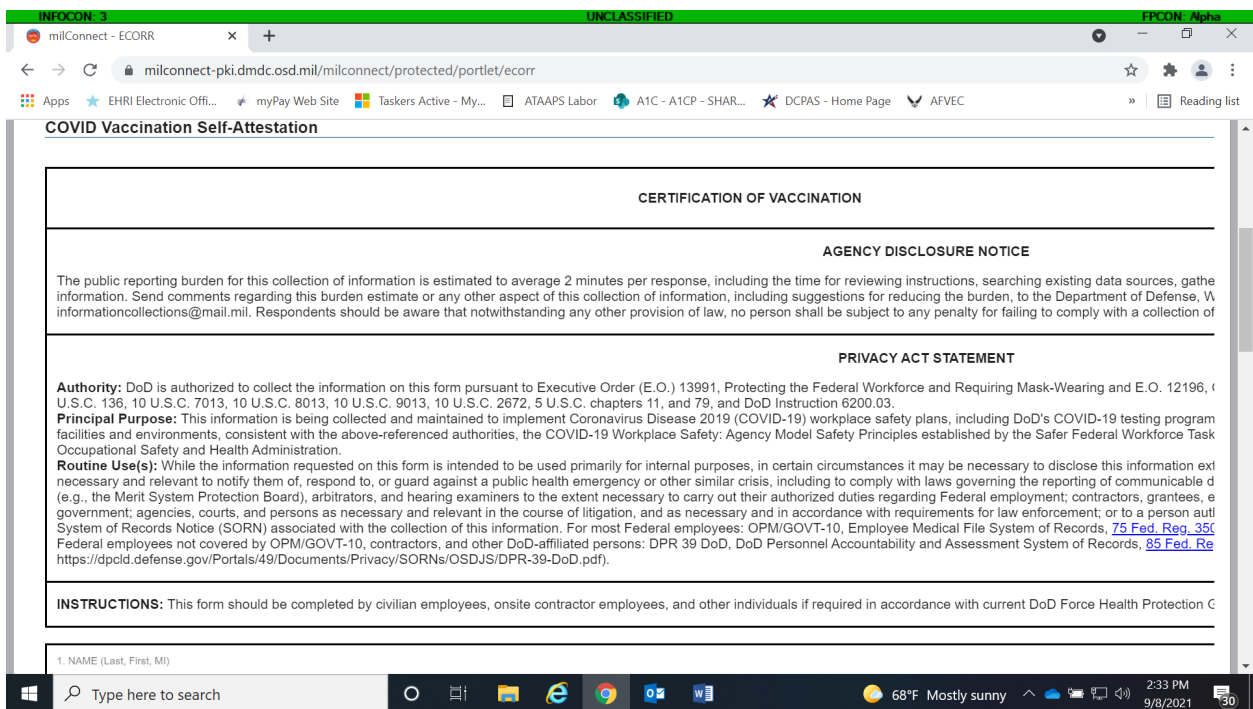 INFOCON: 3 UNCLASSIFIED FPCON: Alpha
milConnect - ECORR
milconnect-pki.dmdc.osd.mil/milconnect/protected/portlet/ecorr
Apps EHRI Electronic Offi... myPay Web Site Taskers Active - My... ATAAPS Labor A1C - A1CP - SHAR... DCPAS - Home Page AFVEC » Reading list
COVID Vaccination Self-Attestation
CERTIFICATION OF VACCINATION
AGENCY DISCLOSURE NOTICE
The public reporting burden for this collection of information is estimated to average 2 minutes per response, including the time for reviewing instructions, searching existing data sources, gathe
information. Send comments regarding this burden estimate or any other aspect of this collection of information, including suggestions for reducing the burden, to the Department of Defense, W
informationcollections@mail.mil. Respondents should be aware that notwithstanding any other provision of law, no person shall be subject to any penalty for failing to comply with a collection of
PRIVACY ACT STATEMENT
Authority: DoD is authorized to collect the information on this form pursuant to Executive Order (E.O.) 13991, Protecting the Federal Workforce and Requiring Mask-Wearing and E.O. 12196,
U.S.C. 136, 10 U.S.C. 7013, 10 U.S.C. 8013, 10 U.S.C. 9013, 10 U.S.C. 2672, 5 U.S.C. chapters 11, and 79, and DoD Instruction 6200.03.
Principal Purpose: This information is being collected and maintained to implement Coronavirus Disease 2019 (COVID-19) workplace safety plans, including DoD's COVID-19 testing program
facilities and environments, consistent with the above-referenced authorities, the COVID-19 Workplace Safety: Agency Model Safety Principles established by the Safer Federal Workforce Task
Occupational Safety and Health Administration.
Routine Use(s): While the information requested on this form is intended to be used primarily for internal purposes, in certain circumstances it may be necessary to disclose this information ext
necessary and relevant to notify them of, respond to, or guard against a public health emergency or other similar crisis, including to comply with laws governing the reporting of communicable d
(e.g., the Merit System Protection Board), arbitrators, and hearing examiners to the extent necessary to carry out their authorized duties regarding Federal employment; contractors, grantees, e
government; agencies, courts, and persons as necessary and relevant in the course of litigation, and as necessary and in accordance with requirements for law enforcement; or to a person auth
System of Records Notice (SORN) associated with the collection of this information. For most Federal employees: OPM/GOVT-10, Employee Medical File System of Records, 75 Fed. Reg. 350
Federal employees not covered by OPM/GOVT-10, contractors, and other DoD-affiliated persons: DPR 39 DoD, DoD Personnel Accountability and Assessment System of Records, 85 Fed. Re
https://dpcld.defense.gov/Portals/49/Documents/Privacy/SORNs/OSDJS/DPR-39-DoD.pdf).
INSTRUCTIONS: This form should be completed by civilian employees, onsite contractor employees, and other individuals if required in accordance with current DoD Force Health Protection G
1. NAME (Last, First, MI)
Type here to search 68°F Mostly sunny 2:33 PM
9/8/2021 30